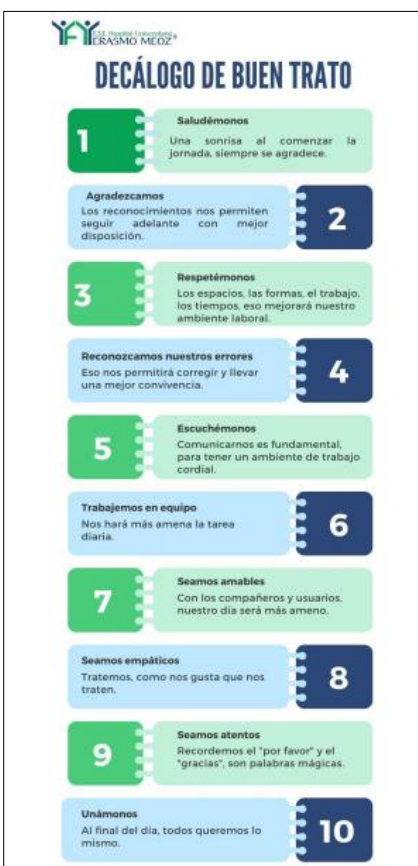 E.S.E. Hospital Universitario
ERASMO MEOZ
DECÁLOGO DE BUEN TRATO
1
Saludémonos
Una sonrisa al comenzar la
jornada, siempre se agradece.
Agradezcamos
Los reconocimientos nos permiten
seguir adelante con mejor
disposición.
2
3
Respetémonos
Los espacios, las formas, el trabajo,
los tiempos, eso mejorará nuestro
ambiente laboral.
Reconozcamos nuestros errores
Eso nos permitirá corregir y llevar
una mejor convivencia.
4
5
Escuchémonos
Comunicarnos es fundamental,
para tener un ambiente de trabajo
cordial.
Trabajemos en equipo
Nos hará más amena la tarea
diaria.
6
7
Seamos amables
Con los compañeros y usuarios,
nuestro día será más ameno.
Seamos empáticos
Tratemos, como nos gusta que nos
traten.
8
9
Seamos atentos
Recordemos el "por favor" y el
"gracias", son palabras mágicas.
Unámonos
Al final del día, todos queremos lo
mismo.
10